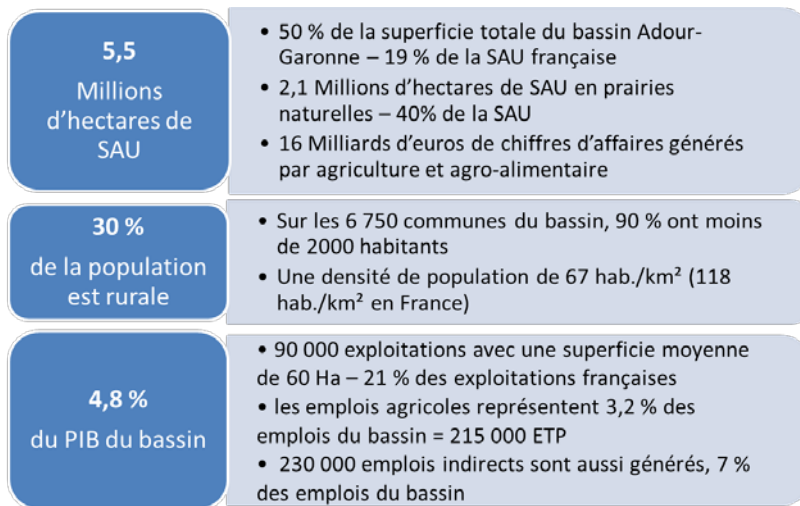 5,5
Millions
d'hectares de
SAU
• 50 % de la superficie totale du bassin Adour-
Garonne – 19 % de la SAU française
• 2,1 Millions d'hectares de SAU en prairies
naturelles – 40% de la SAU
• 16 Milliards d'euros de chiffres d'affaires générés
par agriculture et agro-alimentaire
30 %
de la population
est rurale
• Sur les 6 750 communes du bassin, 90 % ont moins
de 2000 habitants
• Une densité de population de 67 hab./km² (118
hab./km² en France)
4,8 %
du PIB du bassin
• 90 000 exploitations avec une superficie moyenne
de 60 Ha – 21 % des exploitations françaises
• les emplois agricoles représentent 3,2 % des
emplois du bassin = 215 000 ETP
• 230 000 emplois indirects sont aussi générés, 7 %
des emplois du bassin